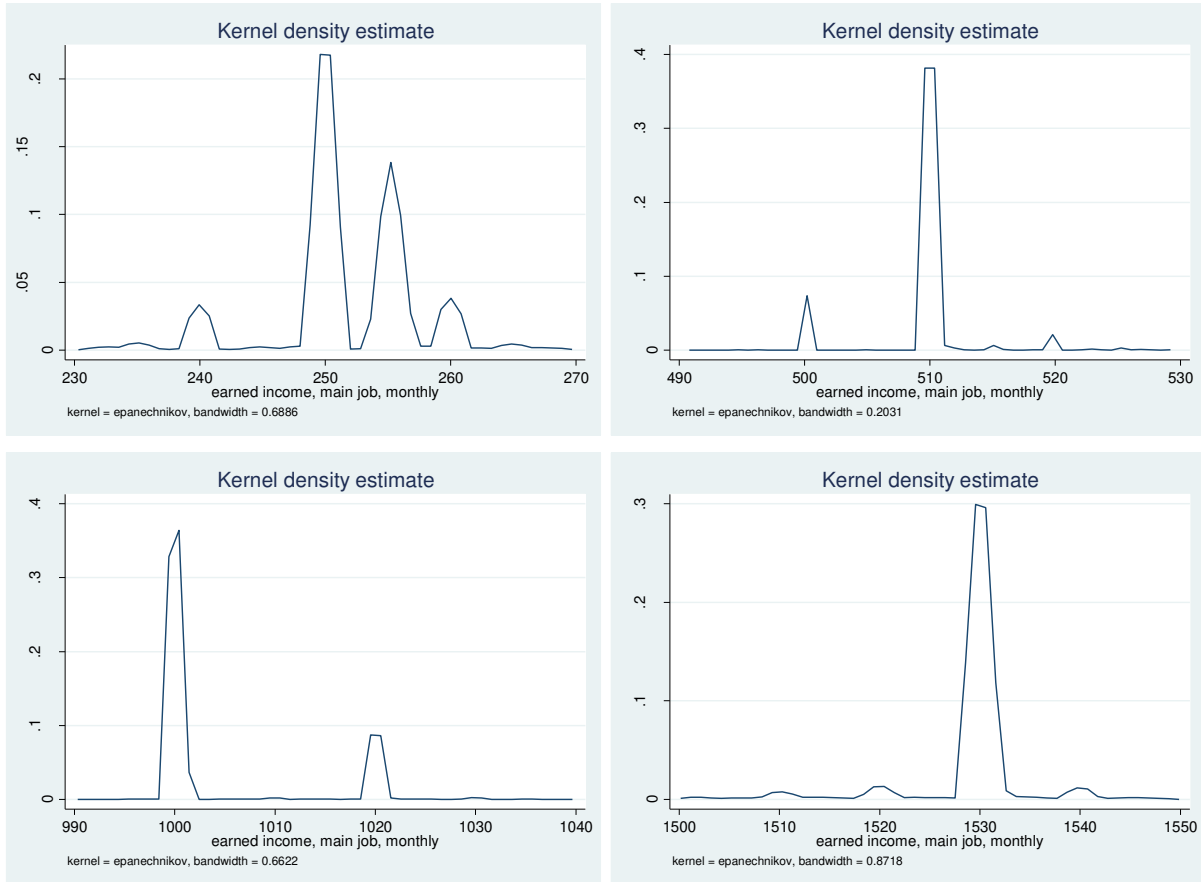 Kernel density estimate
.2
.15
.1
.05
0
230 240 250 260 270
earned income, main job, monthly
kernel = epanechnikov, bandwidth = 0.6886
Kernel density estimate
.4
.3
.2
.1
0
490 500 510 520 530
earned income, main job, monthly
kernel = epanechnikov, bandwidth = 0.2031
Kernel density estimate
.4
.3
.2
.1
0
990 1000 1010 1020 1030 1040
earned income, main job, monthly
kernel = epanechnikov, bandwidth = 0.6622
Kernel density estimate
.3
.2
.1
0
1500 1510 1520 1530 1540 1550
earned income, main job, monthly
kernel = epanechnikov, bandwidth = 0.8718